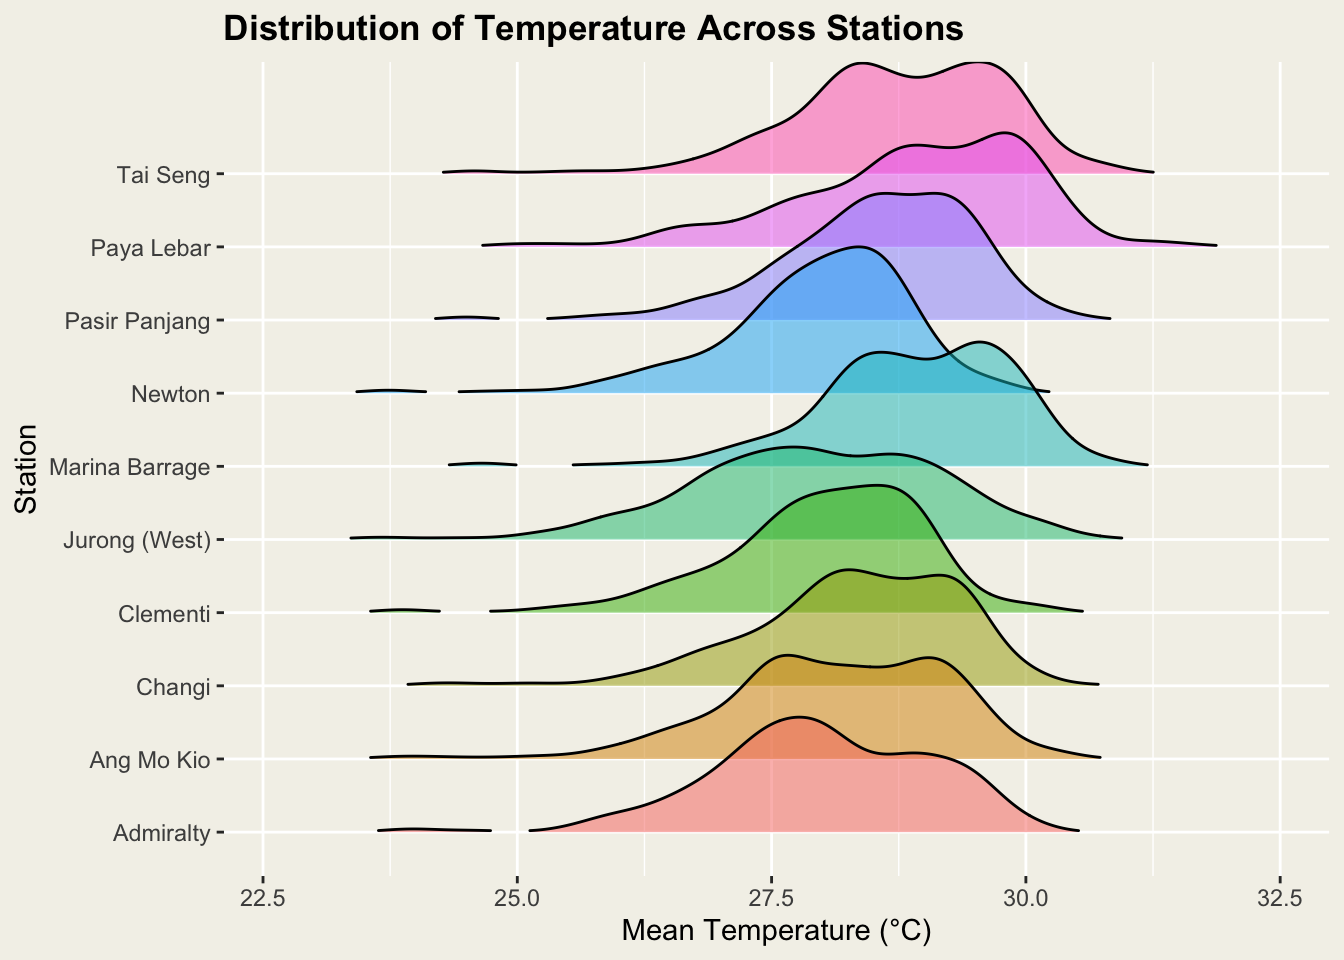 Distribution of Temperature Across Stations
Station
Tai Seng
Paya Lebar
Pasir Panjang
Newton
Marina Barrage
Jurong (West)
Clementi
Changi
Ang Mo Kio
Admiralty
22.5 25.0 27.5 30.0 32.5
Mean Temperature (°C)